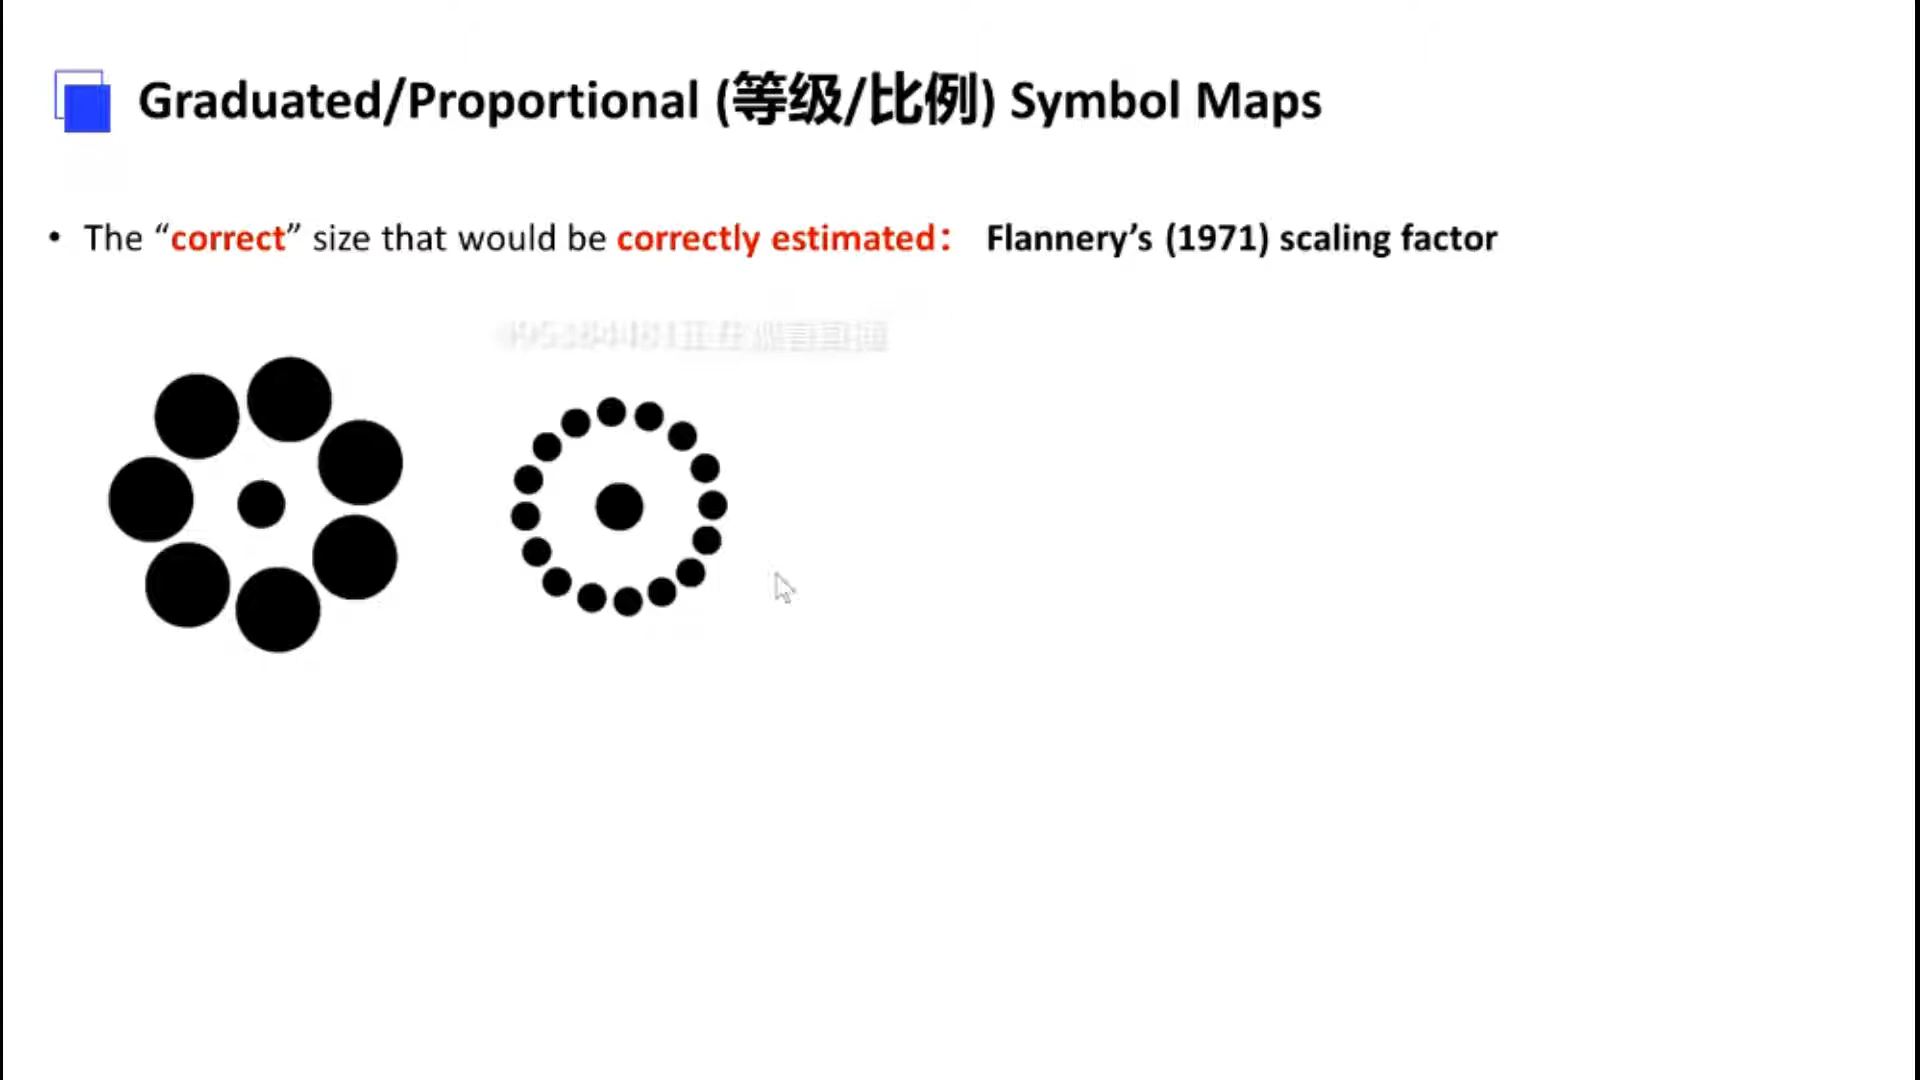 Graduated/Proportional (等级/比例) Symbol Maps
• The “correct” size that would be correctly estimated： Flannery’s (1971) scaling factor